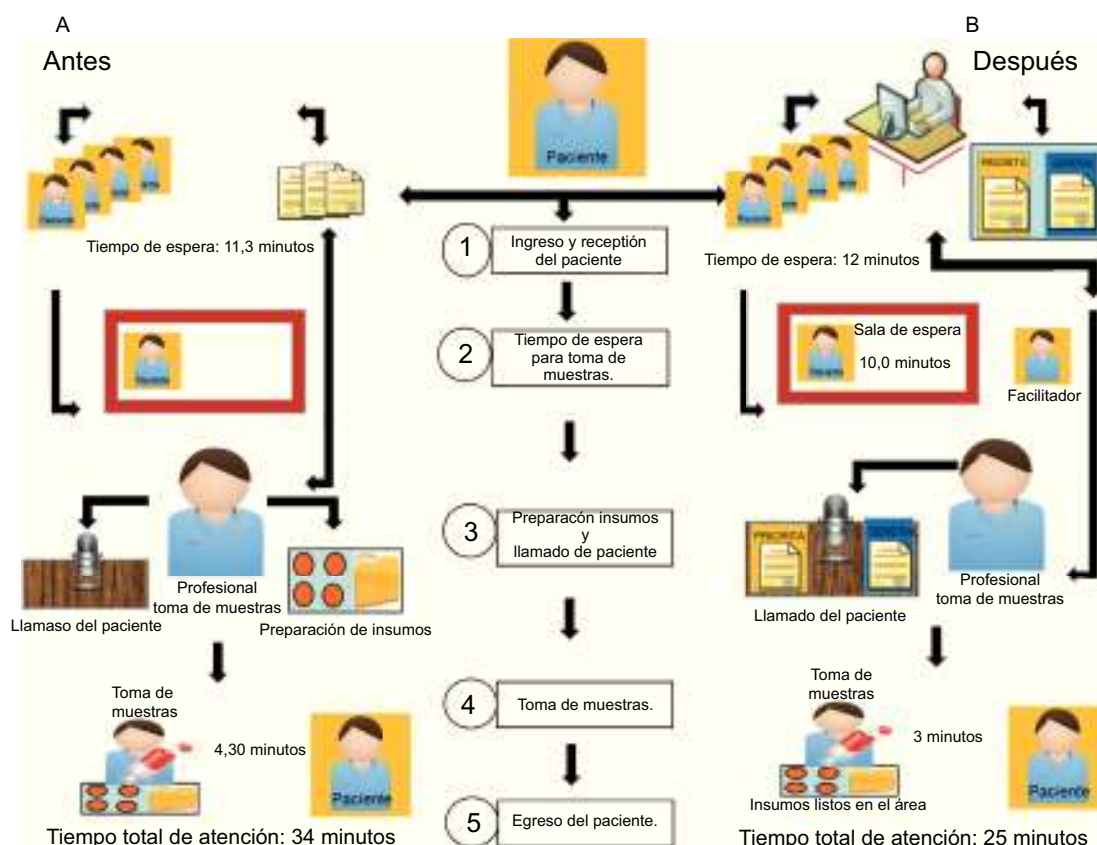 A
B
Antes
Después
Paciente
Paciente
Tiempo de espera: 11,3 minutos
1
Ingreso y receptión
del paciente
PRIORITA
Tiempo de espera: 12 minutos
2
Tiempo de espera
para toma de
muestras.
Sala de espera
10,0 minutos
Facilitador
3
Preparacón insumos
y
llamado de paciente
PRIORITA
Profesional
toma de muestras
Llamaso del paciente
Preparación de insumos
Profesional
toma de muestras
Llamado del paciente
Toma de
muestras
4,30 minutos
Paciente
4
Toma de muestras.
Toma de
muestras
3 minutos
Paciente
Insumos listos en el área
5
Egreso del paciente.
Tiempo total de atención: 34 minutos
Tiempo total de atención: 25 minutos